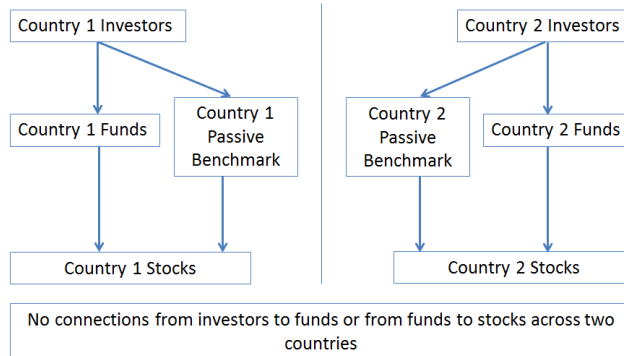 Country 1 Investors
Country 2 Investors
Country 1 Funds
Country 1
Passive
Benchmark
Country 2
Passive
Benchmark
Country 2 Funds
Country 1 Stocks
Country 2 Stocks
No connections from investors to funds or from funds to stocks across two
countries